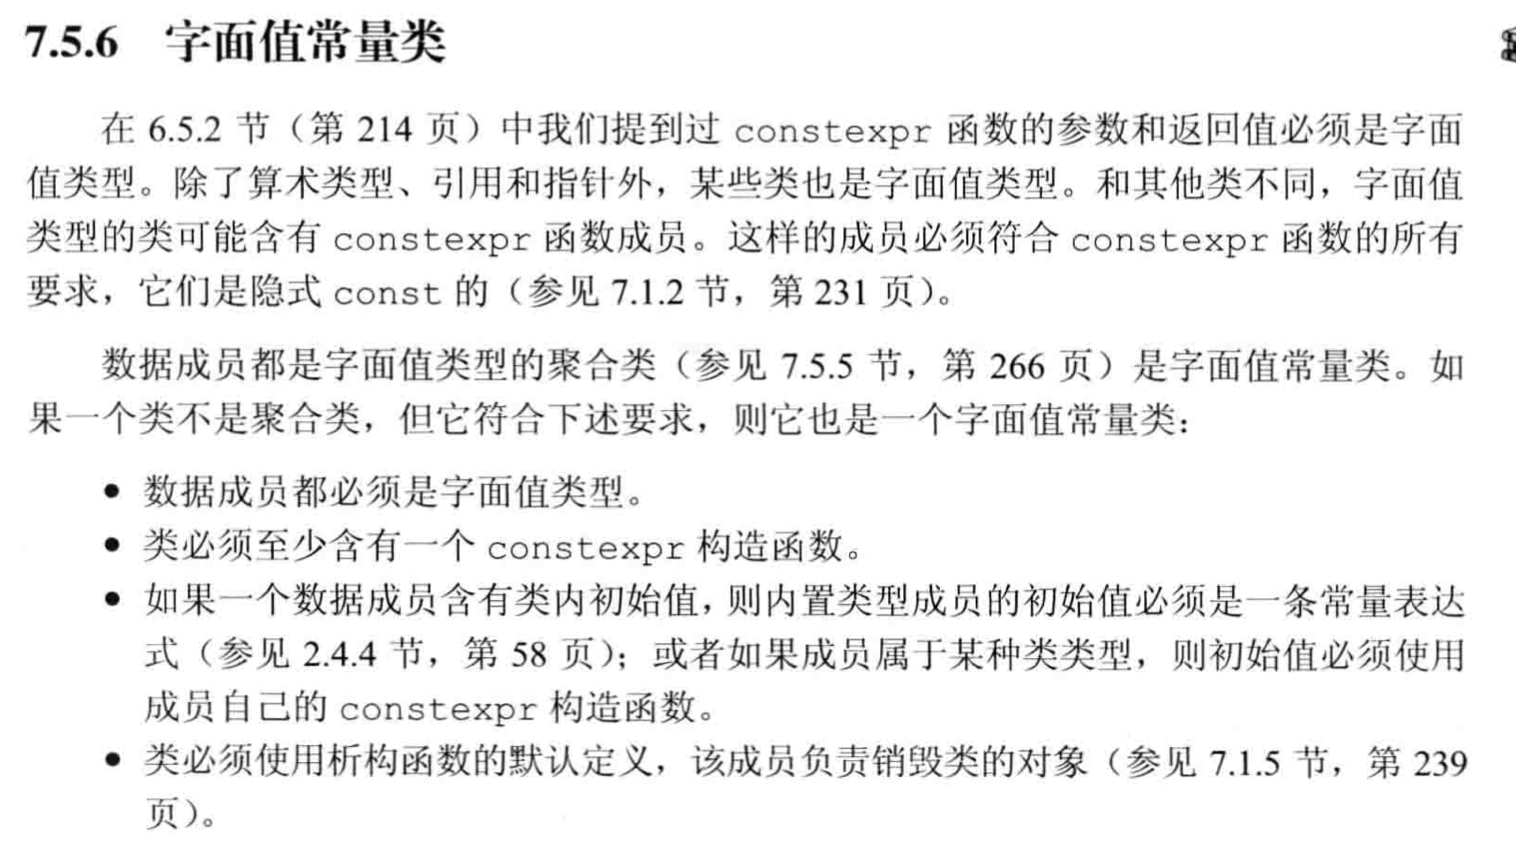 7.5.6 字面值常量类
在 6.5.2 节（第 214 页）中我们提到过 constexpr 函数的参数和返回值必须是字面
值类型。除了算术类型、引用和指针外，某些类也是字面值类型。和其他类不同，字面值
类型的类可能含有 constexpr 函数成员。这样的成员必须符合 constexpr 函数的所有
要求，它们是隐式 const 的（参见 7.1.2 节，第 231 页）。
数据成员都是字面值类型的聚合类（参见 7.5.5 节，第 266 页）是字面值常量类。如
果一个类不是聚合类，但它符合下述要求，则它也是一个字面值常量类：
● 数据成员都必须是字面值类型。
● 类必须至少含有一个 constexpr 构造函数。
● 如果一个数据成员含有类内初始值，则内置类型成员的初始值必须是一条常量表达
式（参见 2.4.4 节，第 58 页）；或者如果成员属于某种类类型，则初始值必须使用
成员自己的 constexpr 构造函数。
● 类必须使用析构函数的默认定义，该成员负责销毁类的对象（参见 7.1.5 节，第 239
页）。